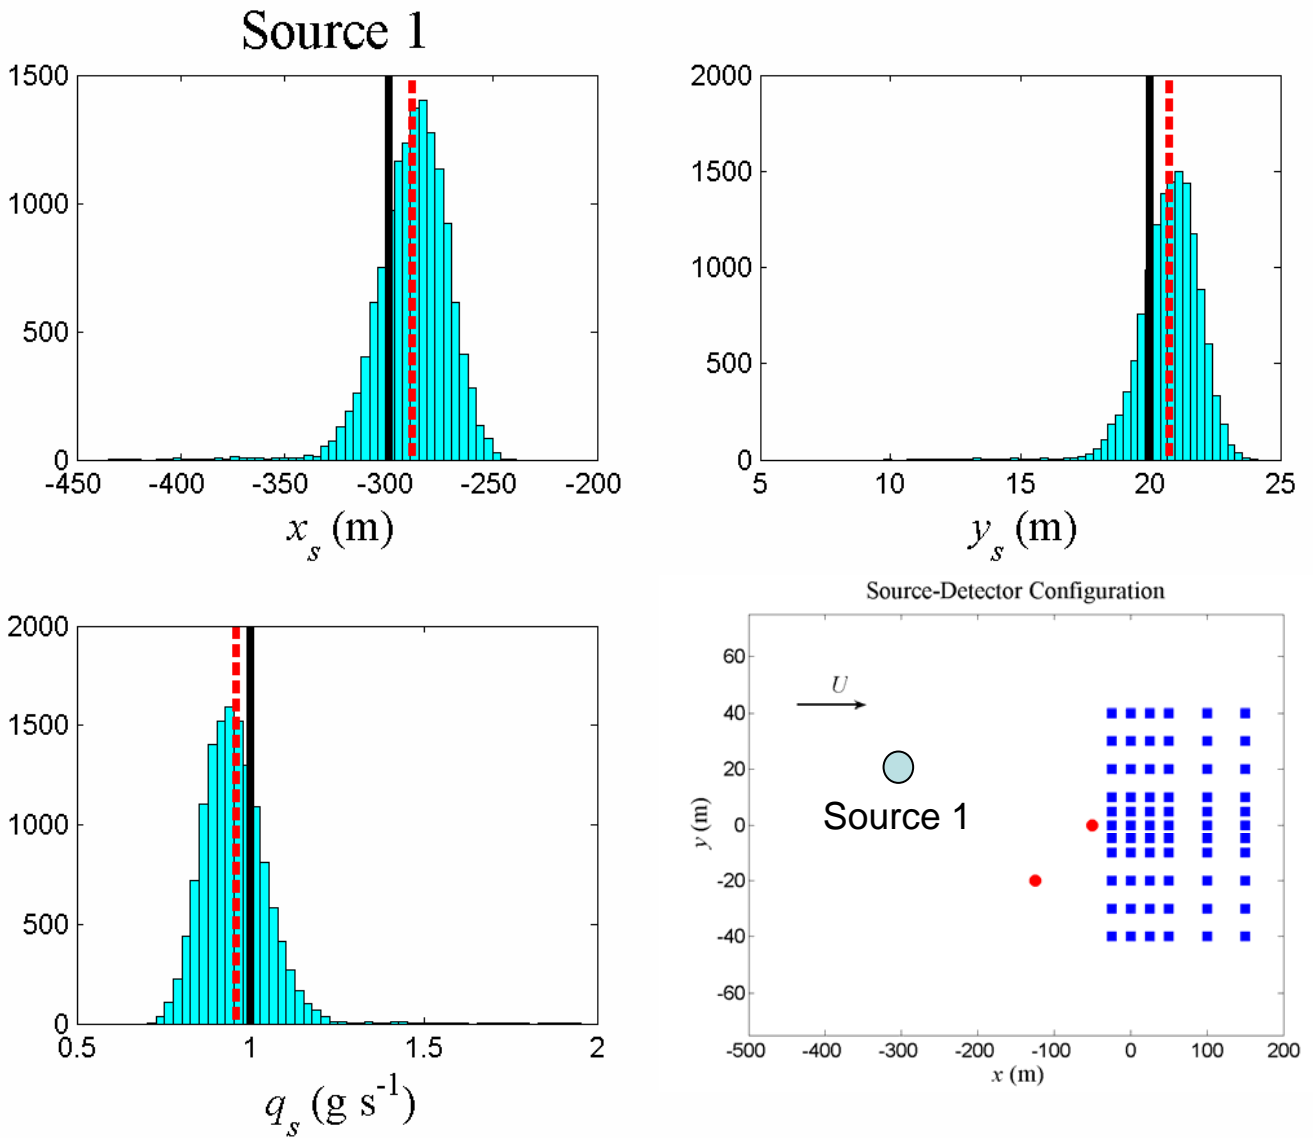 Source 1
1500
1000
500
0
-450 -400 -350 -300 -250 -200
x_s (m)
2000
1500
1000
500
0
5 10 15 20 25
y_s (m)
2000
1500
1000
500
0
0.5 1 1.5 2
q_s (g s^-1)
Source-Detector Configuration
U
Source 1
60
40
20
0
-20
-40
-60
y (m)
-500 -400 -300 -200 -100 0 100 200
x (m)